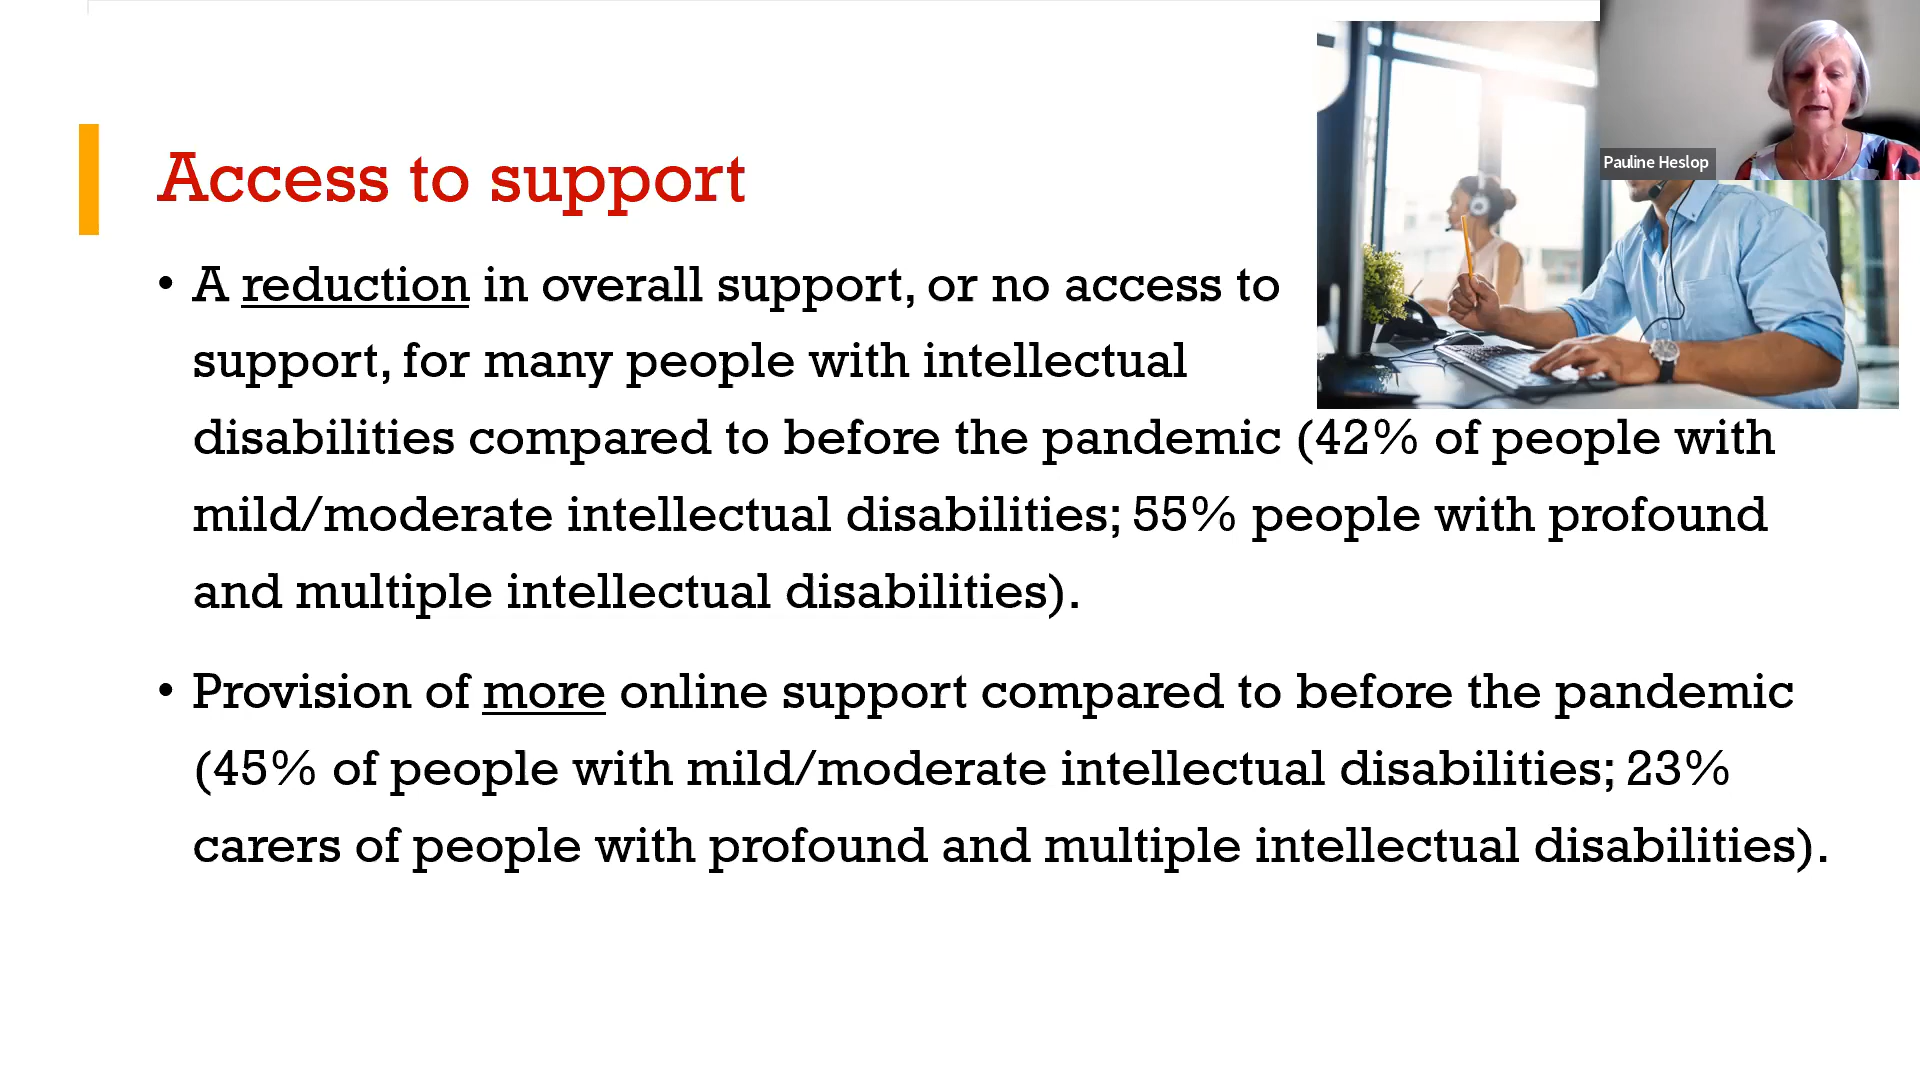 Pauline Heslop
Access to support
• A reduction in overall support, or no access to
support, for many people with intellectual
disabilities compared to before the pandemic (42% of people with
mild/moderate intellectual disabilities; 55% people with profound
and multiple intellectual disabilities).
• Provision of more online support compared to before the pandemic
(45% of people with mild/moderate intellectual disabilities; 23%
carers of people with profound and multiple intellectual disabilities).